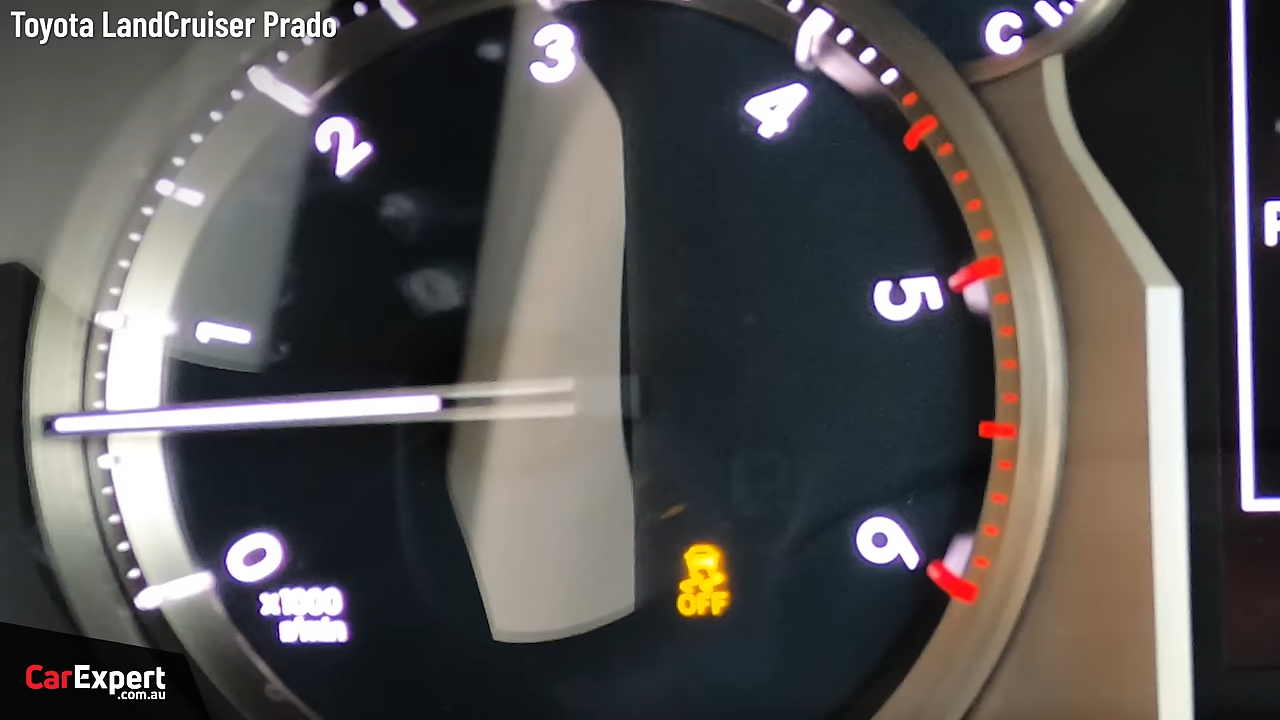 Toyota LandCruiser Prado
3
C
4
2
5
1
0
6
x1000
r/min
OFF
CarExpert
.com.au